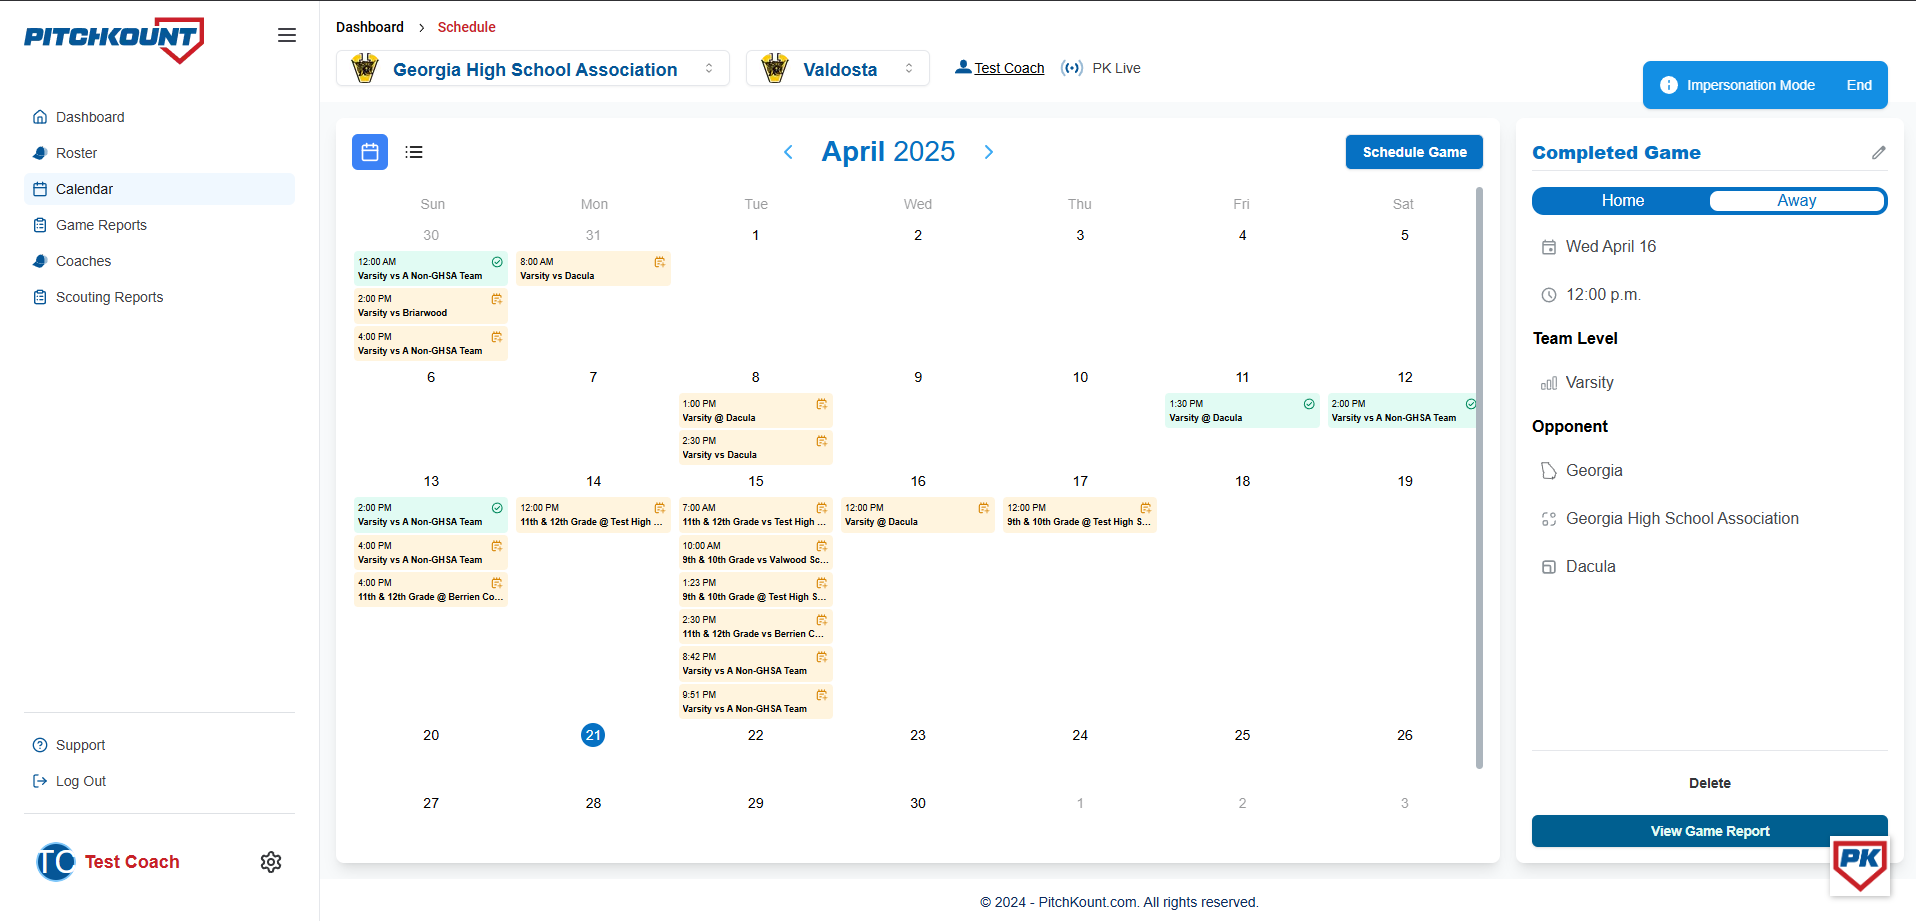 PITCHKOUNT
Dashboard
Roster
Calendar
Game Reports
Coaches
Scouting Reports
Support
Log Out
TC
Test Coach
Dashboard > Schedule
Georgia High School Association
Valdosta
Test Coach
PK Live
Impersonation Mode End
April 2025
Schedule Game
Sun Mon Tue Wed Thu Fri Sat
30 31 1 2 3 4 5
12:00 AM
Varsity vs A Non-GHSA Team
2:00 PM
Varsity vs Briarwood
4:00 PM
Varsity vs A Non-GHSA Team
8:00 AM
Varsity vs Dacula
6 7 8 9 10 11 12
1:00 PM
Varsity @ Dacula
2:30 PM
Varsity vs Dacula
1:30 PM
Varsity @ Dacula
2:00 PM
Varsity vs A Non-GHSA Team
13 14 15 16 17 18 19
2:00 PM
Varsity vs A Non-GHSA Team
4:00 PM
Varsity vs A Non-GHSA Team
4:00 PM
11th & 12th Grade @ Berrien Co...
12:00 PM
11th & 12th Grade @ Test High ...
7:00 AM
11th & 12th Grade vs Test High ...
10:00 AM
9th & 10th Grade vs Valwood Sc...
1:23 PM
9th & 10th Grade @ Test High S...
2:30 PM
11th & 12th Grade vs Berrien C...
8:42 PM
Varsity vs A Non-GHSA Team
9:51 PM
Varsity vs A Non-GHSA Team
12:00 PM
Varsity @ Dacula
12:00 PM
9th & 10th Grade @ Test High S...
20 21 22 23 24 25 26
27 28 29 30 1 2 3
Completed Game
Home Away
Wed April 16
12:00 p.m.
Team Level
Varsity
Opponent
Georgia
Georgia High School Association
Dacula
Delete
View Game Report
PK
© 2024 - PitchKount.com. All rights reserved.